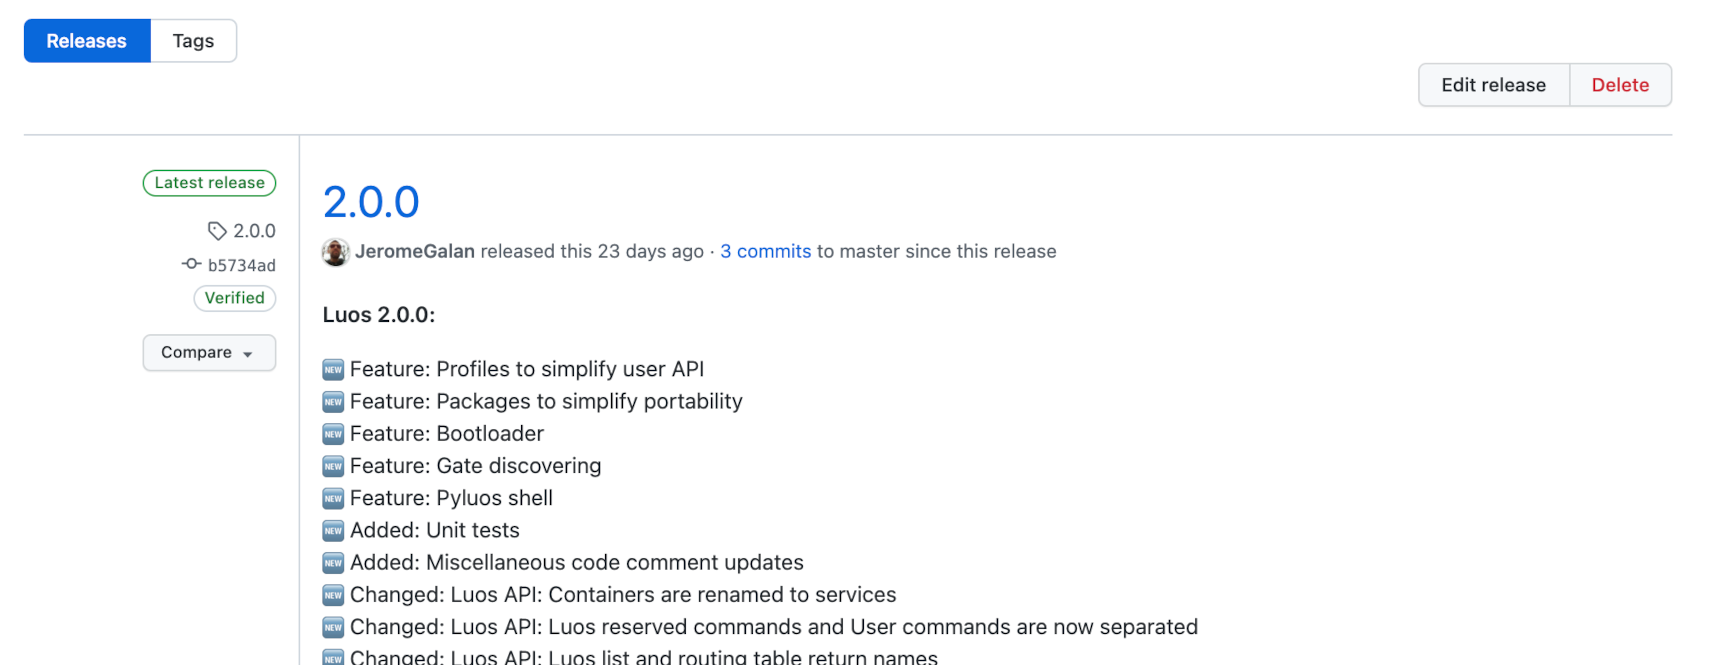 Releases Tags
Edit release Delete
Latest release
2.0.0
b5734ad
Verified
Compare
2.0.0
JeromeGalan released this 23 days ago · 3 commits to master since this release
Luos 2.0.0:
NEW Feature: Profiles to simplify user API
NEW Feature: Packages to simplify portability
NEW Feature: Bootloader
NEW Feature: Gate discovering
NEW Feature: Pyluos shell
NEW Added: Unit tests
NEW Added: Miscellaneous code comment updates
NEW Changed: Luos API: Containers are renamed to services
NEW Changed: Luos API: Luos reserved commands and User commands are now separated
NEW Changed: Luos API: Luos list and routing table return names